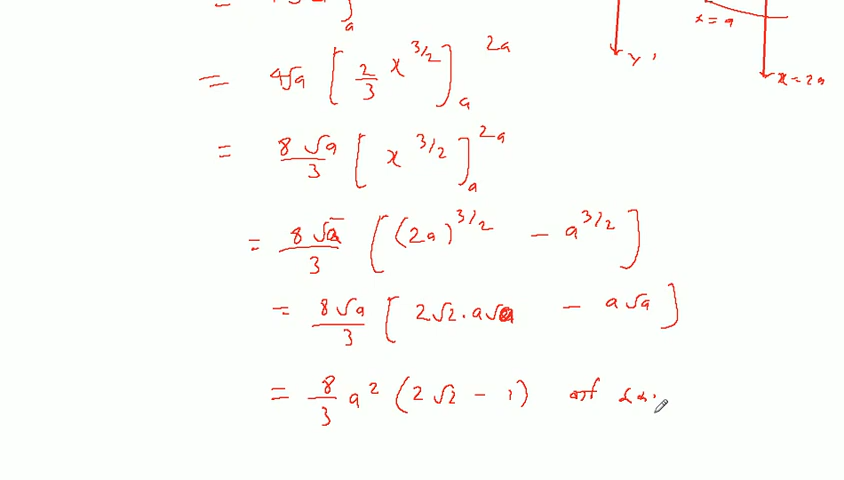 x = a
y'
x = 2a
= 4√a [ 2/3 x^{3/2} ]_a^{2a}
= 8√a/3 [ x^{3/2} ]_a^{2a}
= 8√a/3 [ (2a)^{3/2} - a^{3/2} ]
= 8√a/3 [ 2√2 . a√a - a√a ]
= 8/3 a² (2√2 - 1)